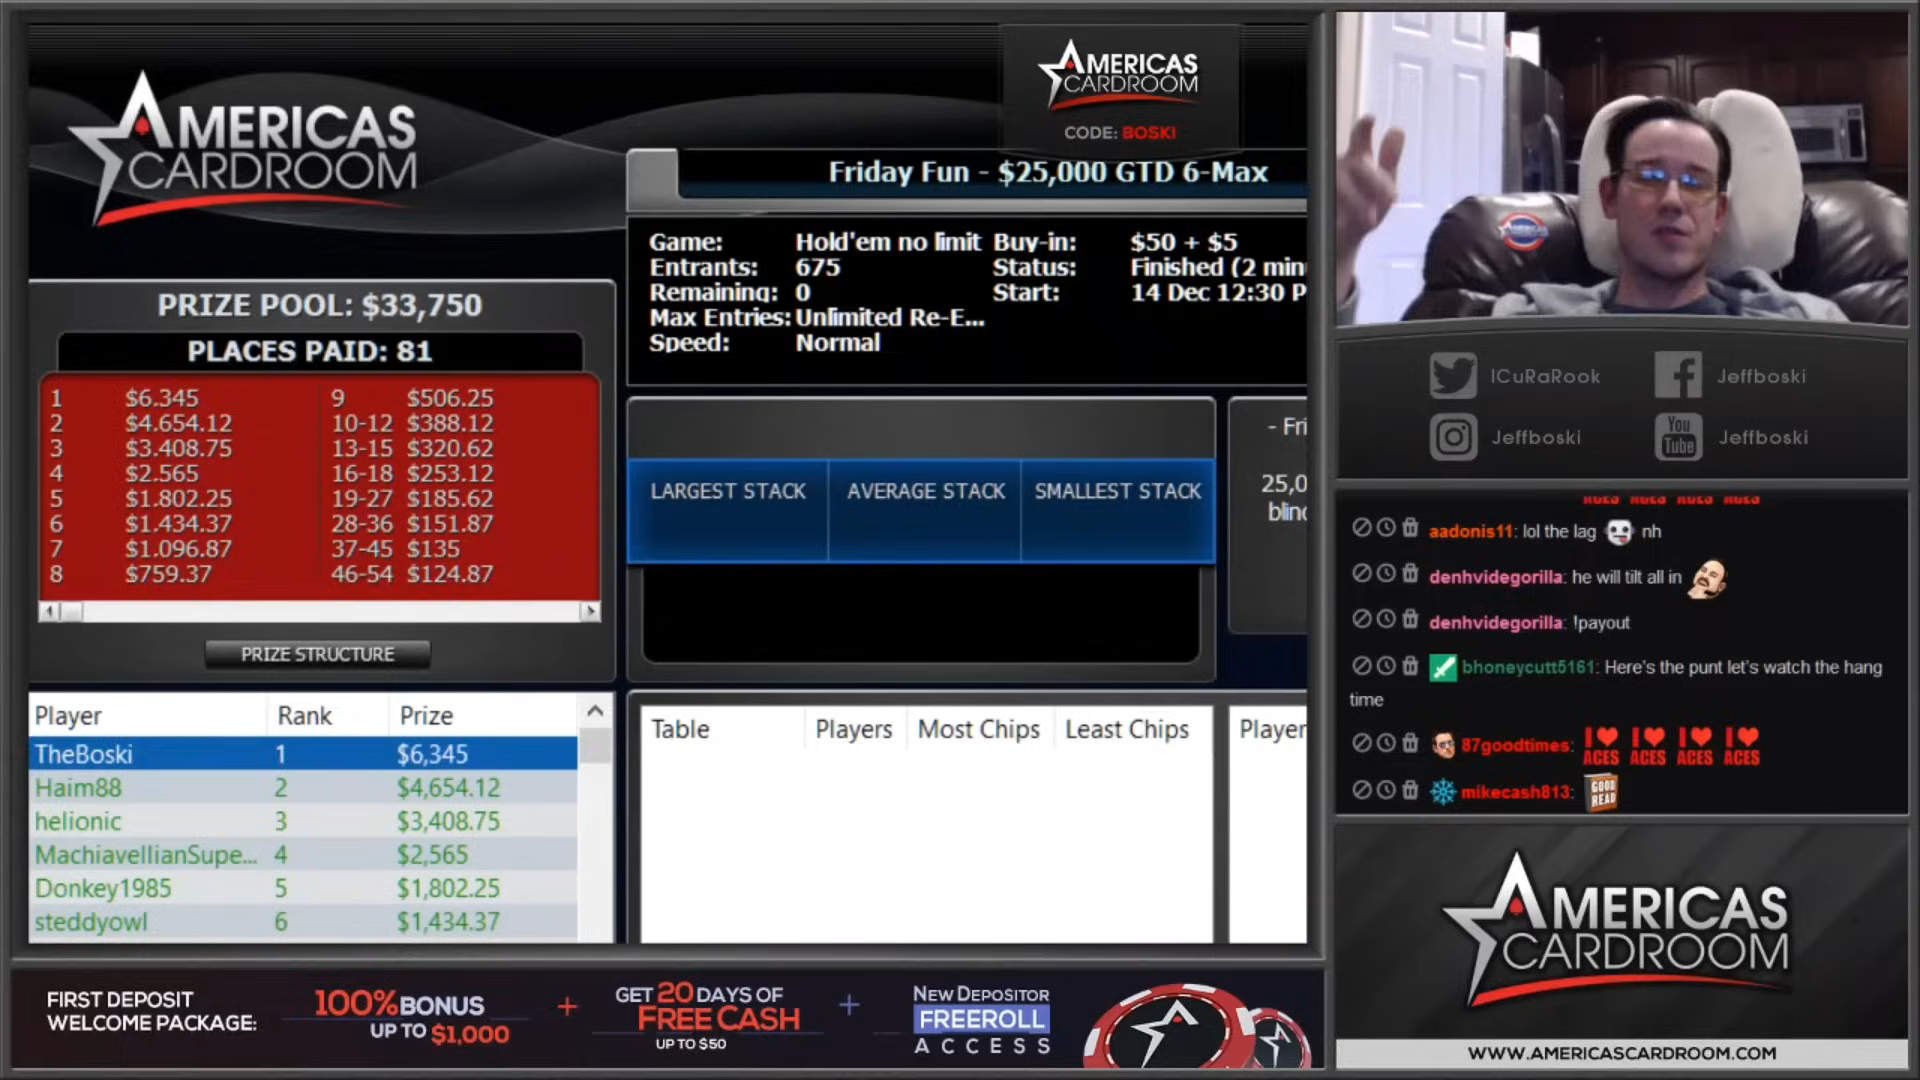 AMERICAS
CARDROOM
AMERICAS
CARDROOM
CODE: BOSKI
Friday Fun - $25,000 GTD 6-Max
Game: Hold'em no limit Buy-in: $50 + $5
Entrants: 675 Status: Finished (2 min
Remaining: 0 Start: 14 Dec 12:30 P
Max Entries: Unlimited Re-E...
Speed: Normal
PRIZE POOL: $33,750
PLACES PAID: 81
1 $6.345 9 $506.25
2 $4.654.12 10-12 $388.12
3 $3.408.75 13-15 $320.62
4 $2.565 16-18 $253.12
5 $1.802.25 19-27 $185.62
6 $1.434.37 28-36 $151.87
7 $1.096.87 37-45 $135
8 $759.37 46-54 $124.87
PRIZE STRUCTURE
LARGEST STACK AVERAGE STACK SMALLEST STACK
- Fri
25,0
blind
Player Rank Prize
TheBoski 1 $6,345
Haim88 2 $4,654.12
helionic 3 $3,408.75
MachiavellianSupe... 4 $2,565
Donkey1985 5 $1,802.25
steddyowl 6 $1,434.37
Table Players Most Chips Least Chips
Player
ICuRaRook Jeffboski
Jeffboski You Tube Jeffboski
ACES ACES ACES ACES
aadonis11: lol the lag nh
denhvidegorilla: he will tilt all in
denhvidegorilla: !payout
bhoneycutt5161: Here's the punt let's watch the hang
time
87goodtimes: I ACES I ACES I ACES I ACES
mikecash813: GOOD READ
AMERICAS
CARDROOM
WWW.AMERICASCARDROOM.COM
FIRST DEPOSIT
WELCOME PACKAGE:
100% BONUS
UP TO $1,000
+
GET 20 DAYS OF
FREE CASH
UP TO $50
+
NEW DEPOSITOR
FREEROLL
ACCESS